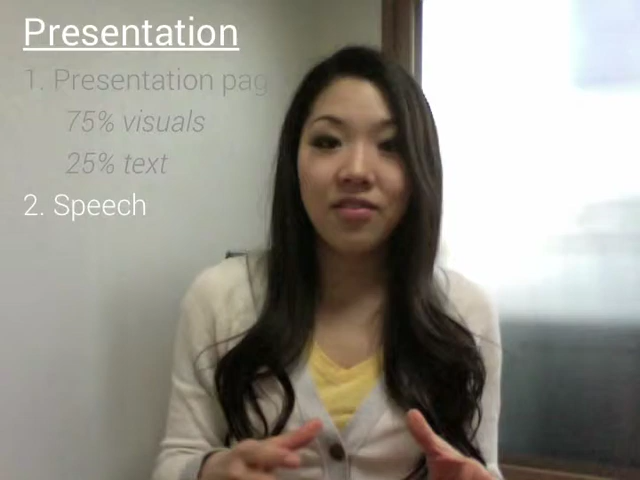 Presentation
1. Presentation pag
75% visuals
25% text
2. Speech